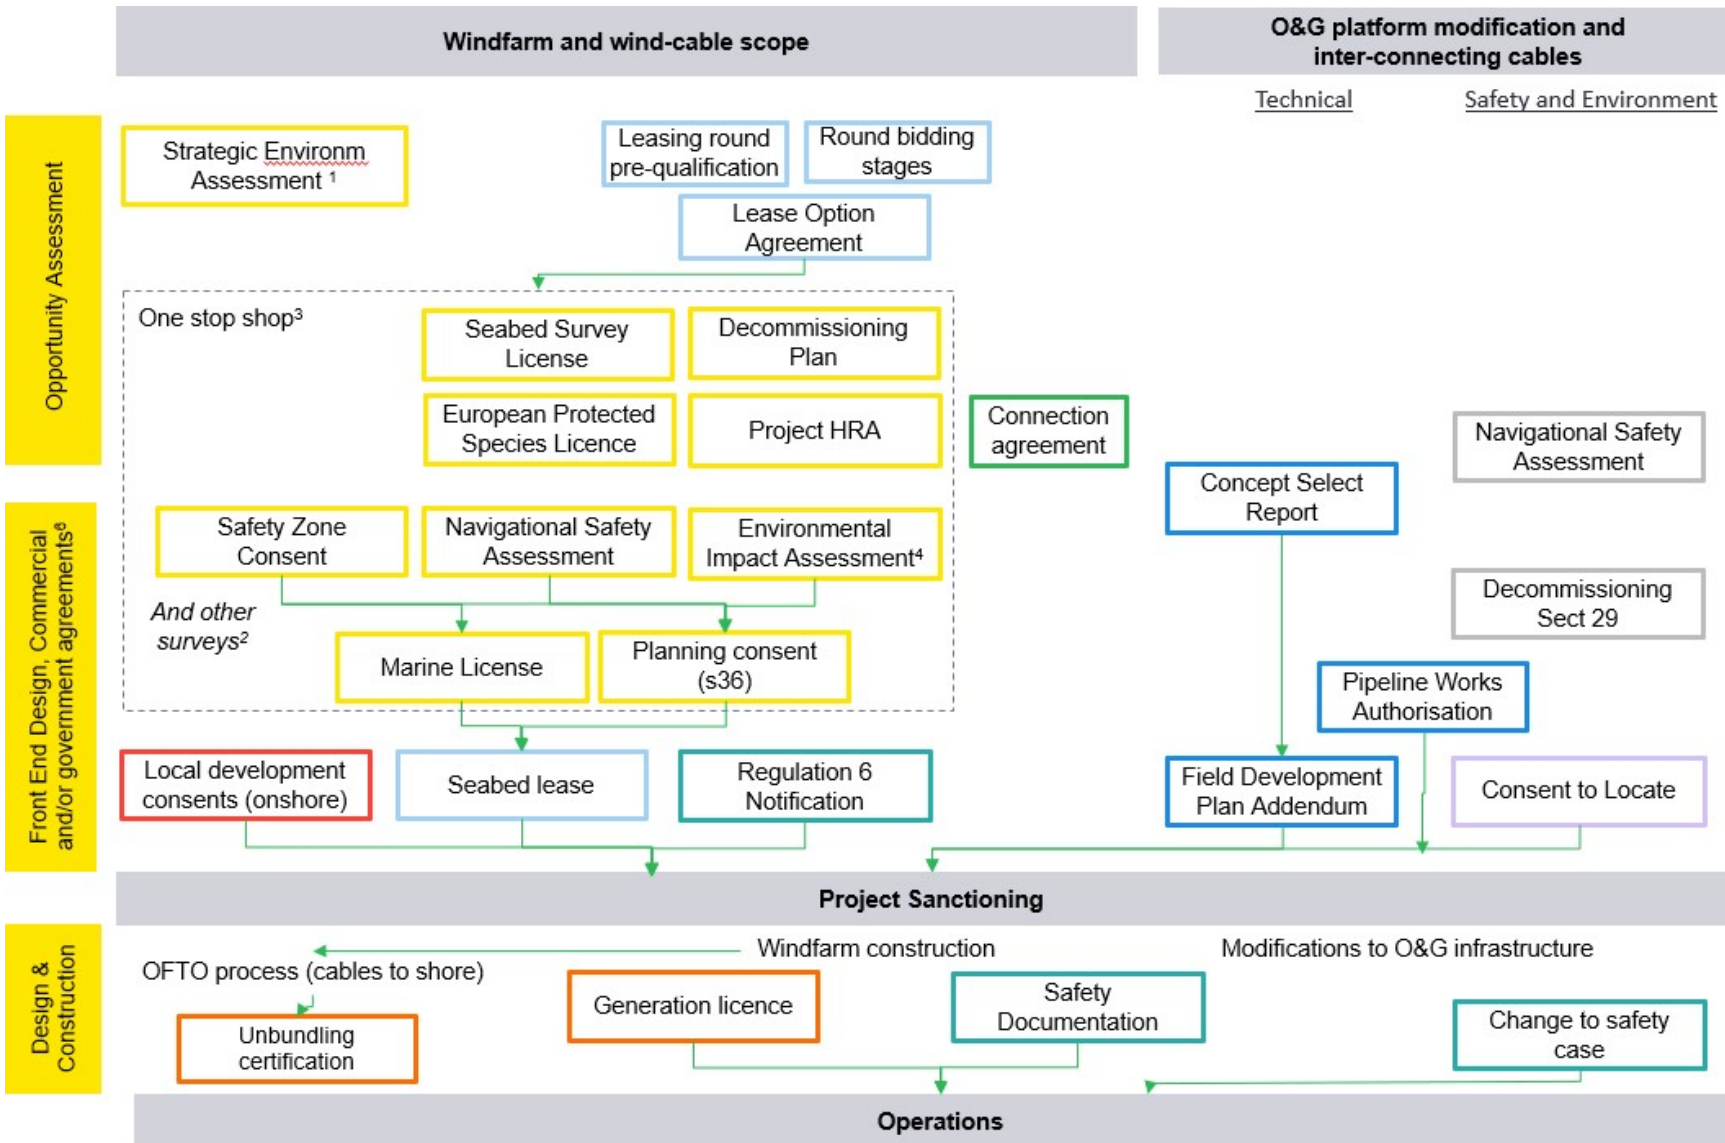 Windfarm and wind-cable scope
O&G platform modification and
inter-connecting cables
Technical
Safety and Environment
Opportunity Assessment
Strategic Environm
Assessment ¹
Leasing round
pre-qualification
Round bidding
stages
Lease Option
Agreement
One stop shop³
Seabed Survey
License
Decommissioning
Plan
European Protected
Species Licence
Project HRA
Connection
agreement
Navigational Safety
Assessment
Concept Select
Report
Front End Design, Commercial
and/or government agreements⁶
Safety Zone
Consent
Navigational Safety
Assessment
Environmental
Impact Assessment⁴
And other
surveys²
Marine License
Planning consent
(s36)
Decommissioning
Sect 29
Pipeline Works
Authorisation
Local development
consents (onshore)
Seabed lease
Regulation 6
Notification
Field Development
Plan Addendum
Consent to Locate
Project Sanctioning
Design &
Construction
Windfarm construction
Modifications to O&G infrastructure
OFTO process (cables to shore)
Unbundling
certification
Generation licence
Safety
Documentation
Change to safety
case
Operations